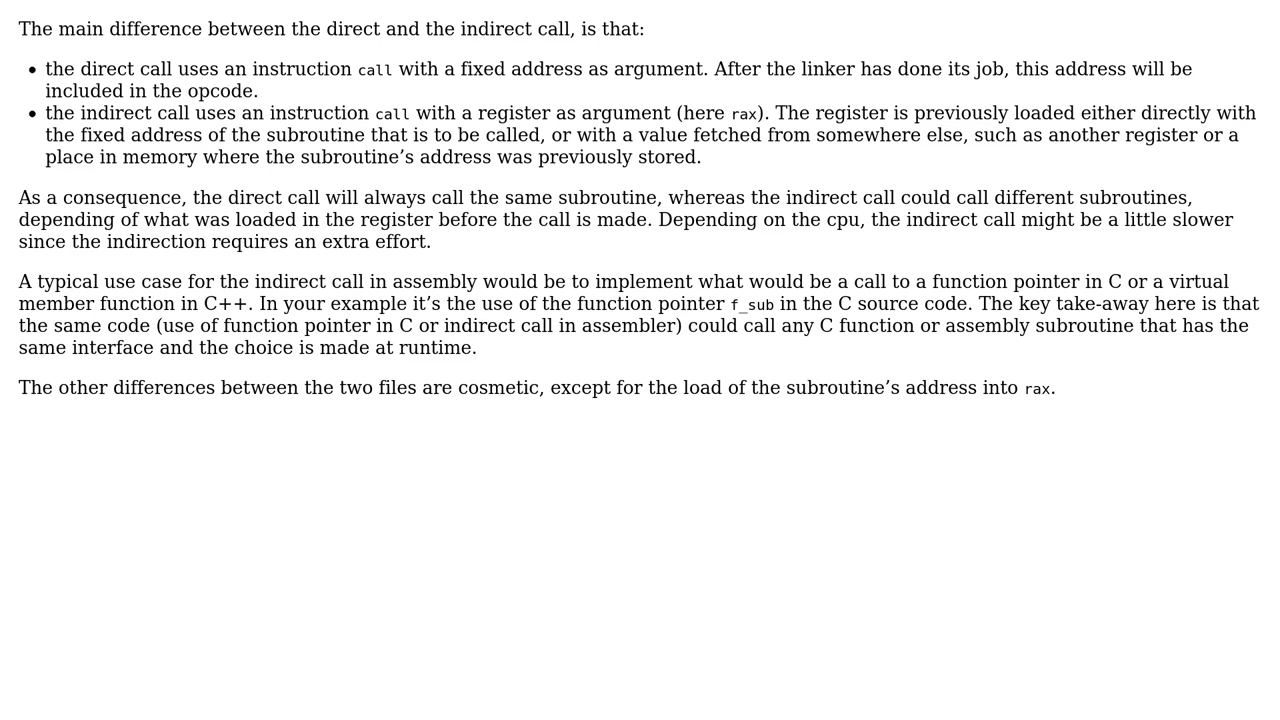 The main difference between the direct and the indirect call, is that:
• the direct call uses an instruction call with a fixed address as argument. After the linker has done its job, this address will be
included in the opcode.
• the indirect call uses an instruction call with a register as argument (here rax). The register is previously loaded either directly with
the fixed address of the subroutine that is to be called, or with a value fetched from somewhere else, such as another register or a
place in memory where the subroutine’s address was previously stored.
As a consequence, the direct call will always call the same subroutine, whereas the indirect call could call different subroutines,
depending of what was loaded in the register before the call is made. Depending on the cpu, the indirect call might be a little slower
since the indirection requires an extra effort.
A typical use case for the indirect call in assembly would be to implement what would be a call to a function pointer in C or a virtual
member function in C++. In your example it’s the use of the function pointer f_sub in the C source code. The key take-away here is that
the same code (use of function pointer in C or indirect call in assembler) could call any C function or assembly subroutine that has the
same interface and the choice is made at runtime.
The other differences between the two files are cosmetic, except for the load of the subroutine’s address into rax.